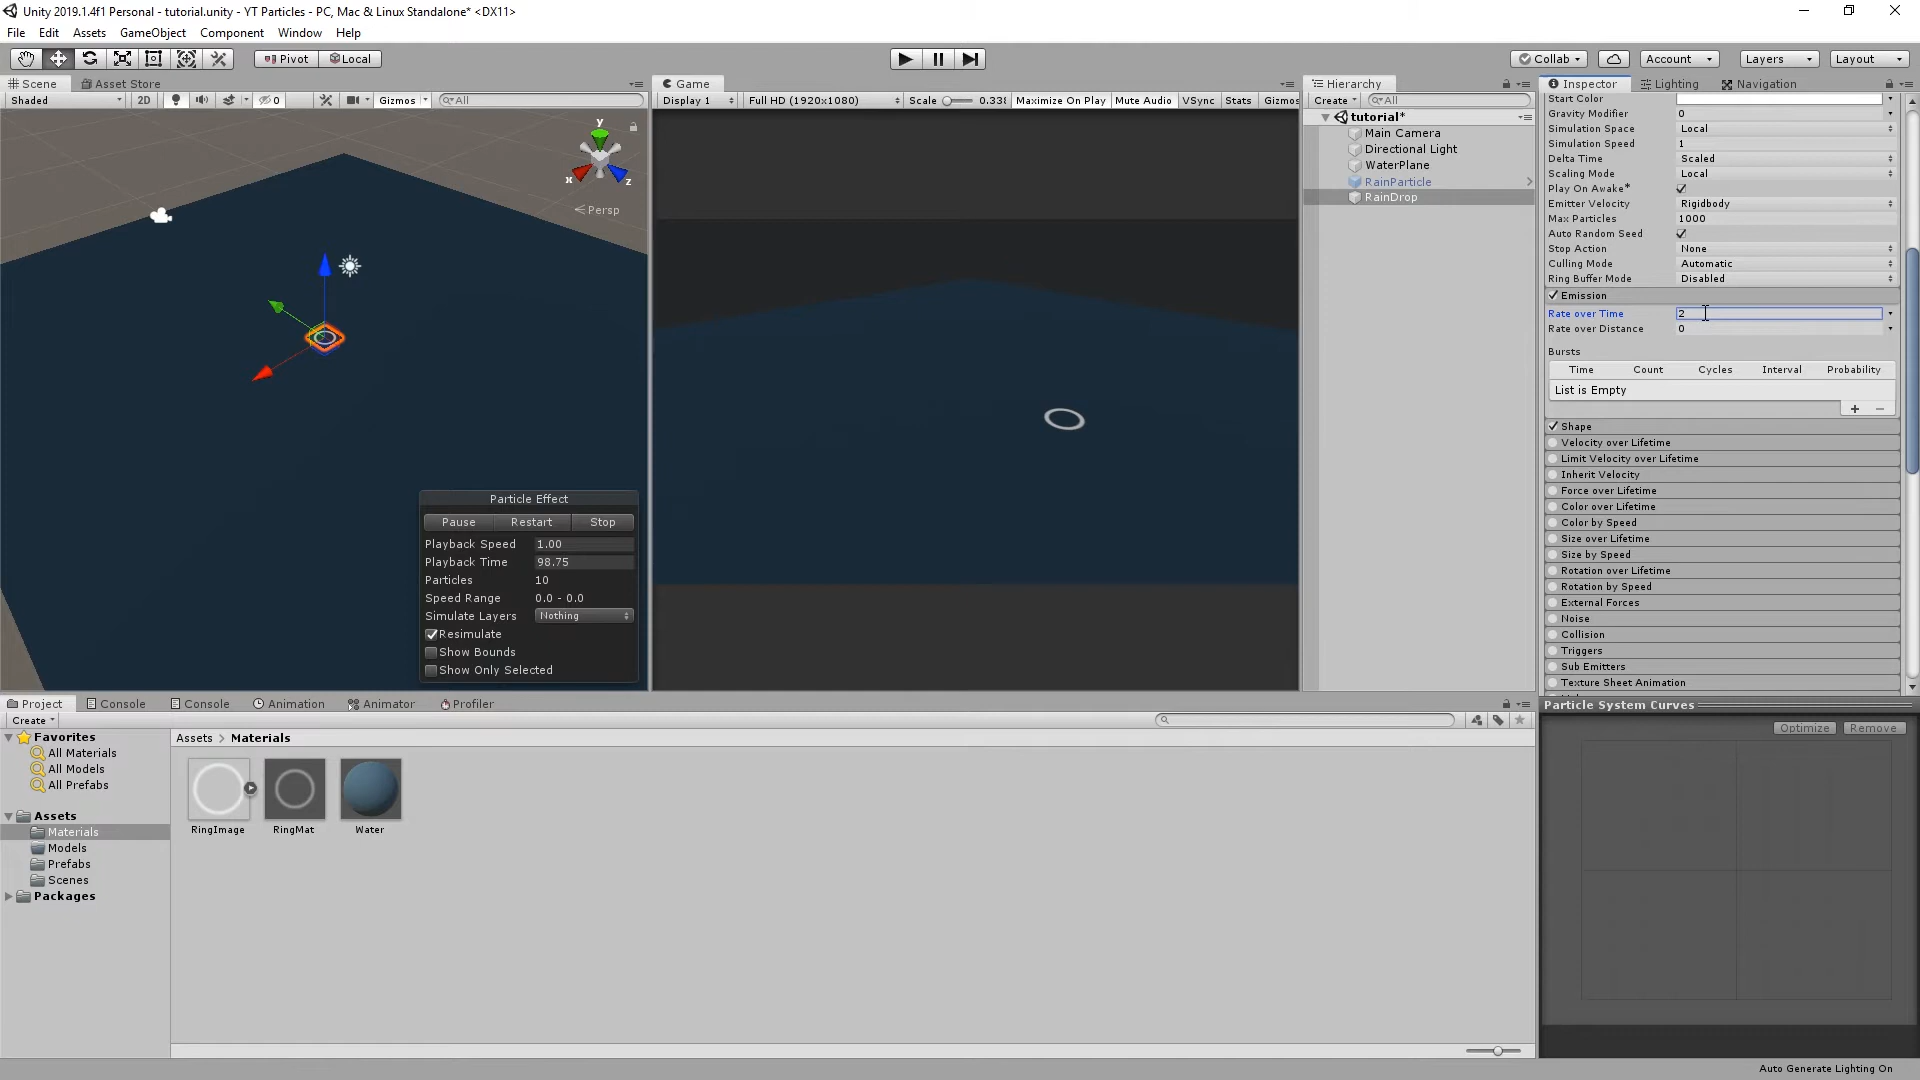 Unity 2019.1.4f1 Personal - tutorial.unity - YT Particles - PC, Mac & Linux Standalone* <DX11>
File Edit Assets GameObject Component Window Help
Pivot Local Collab Account Layers Layout
Scene Asset Store
Shaded 2D 0 Gizmos All
y
x
z
Persp
Particle Effect
Pause Restart Stop
Playback Speed 1.00
Playback Time 98.75
Particles 10
Speed Range 0.0 - 0.0
Simulate Layers Nothing
Resimulate
Show Bounds
Show Only Selected
Game
Display 1 Full HD (1920x1080) Scale 0.33 Maximize On Play Mute Audio VSync Stats Gizmos
Hierarchy
Create All
tutorial*
Main Camera
Directional Light
WaterPlane
RainParticle
RainDrop
Inspector Lighting Navigation
Start Color
Gravity Modifier 0
Simulation Space Local
Simulation Speed 1
Delta Time Scaled
Scaling Mode Local
Play On Awake*
Emitter Velocity Rigidbody
Max Particles 1000
Auto Random Seed
Stop Action None
Culling Mode Automatic
Ring Buffer Mode Disabled
Emission
Rate over Time 2
Rate over Distance 0
Bursts
Time Count Cycles Interval Probability
List is Empty
Shape
Velocity over Lifetime
Limit Velocity over Lifetime
Inherit Velocity
Force over Lifetime
Color over Lifetime
Color by Speed
Size over Lifetime
Size by Speed
Rotation over Lifetime
Rotation by Speed
External Forces
Noise
Collision
Triggers
Sub Emitters
Texture Sheet Animation
Particle System Curves
Optimize Remove
Project Console Console Animation Animator Profiler
Create
Favorites
All Materials
All Models
All Prefabs
Assets
Materials
Models
Prefabs
Scenes
Packages
Assets > Materials
RingImage RingMat Water
Auto Generate Lighting On